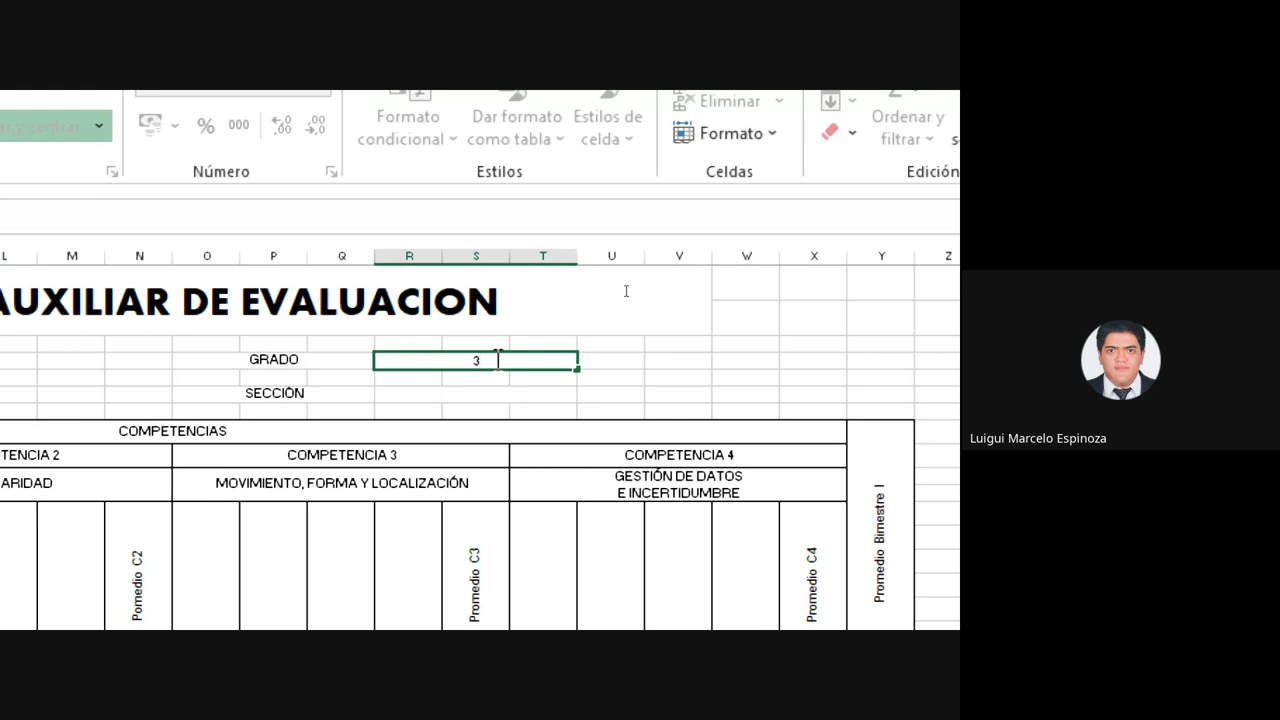 Formato
condicional
Dar formato
como tabla
Estilos de
celda
Eliminar
Formato
Ordenar y
filtrar
% 000
Número
Estilos
Celdas
Edición
L M N O P Q R S T U V W X Y Z
AUXILIAR DE EVALUACION
GRADO 3
SECCIÓN
COMPETENCIAS
TENCIA 2 COMPETENCIA 3 COMPETENCIA 4
ARIDAD MOVIMIENTO, FORMA Y LOCALIZACIÓN GESTIÓN DE DATOS
E INCERTIDUMBRE
Pomedio C2
Promedio C3
Promedio C4
Promedio Bimestre I
Luigui Marcelo Espinoza